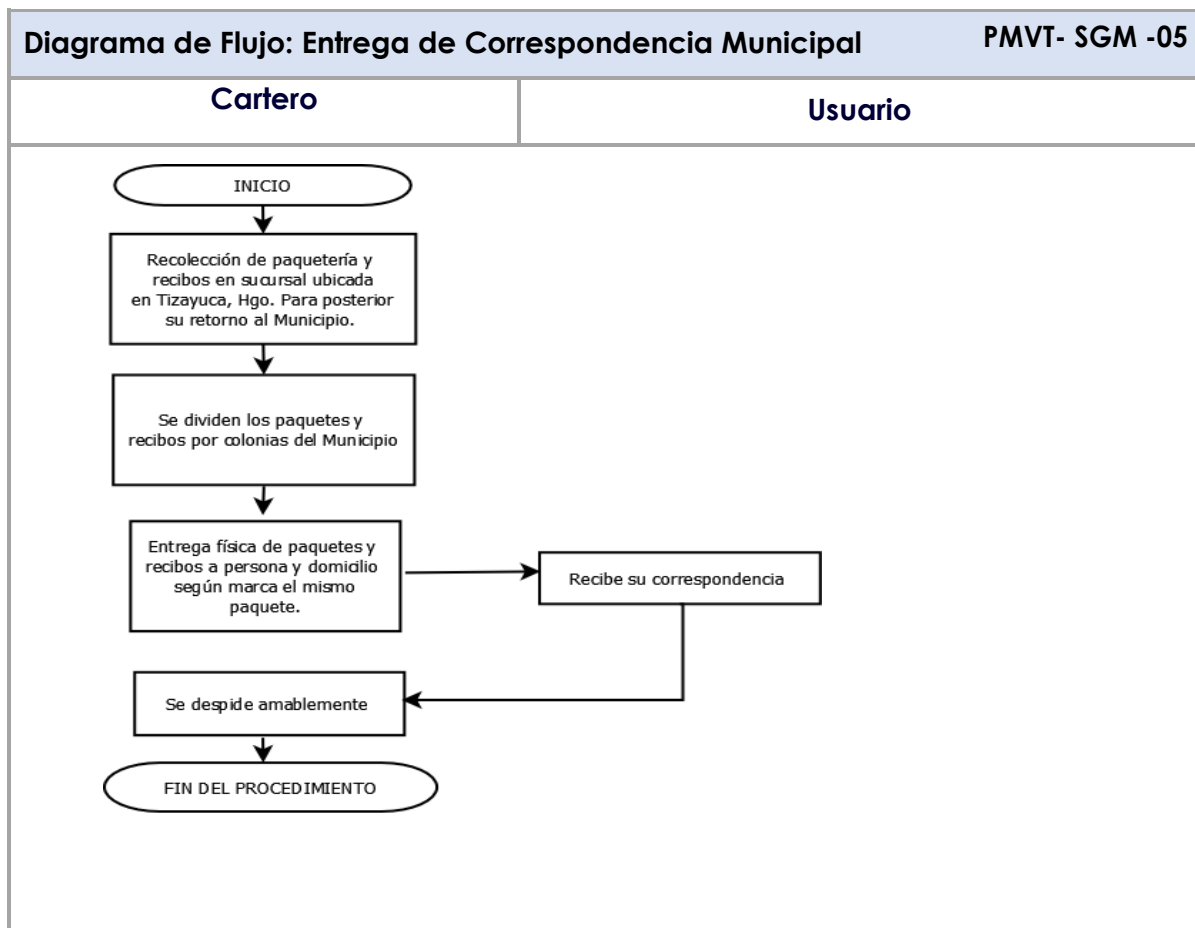 Diagrama de Flujo: Entrega de Correspondencia Municipal PMVT- SGM -05
Cartero
Usuario
INICIO
Recolección de paquetería y
recibos en sucursal ubicada
en Tizayuca, Hgo. Para posterior
su retorno al Municipio.
Se dividen los paquetes y
recibos por colonias del Municipio
Entrega física de paquetes y
recibos a persona y domicilio
según marca el mismo
paquete.
Recibe su correspondencia
Se despide amablemente
FIN DEL PROCEDIMIENTO